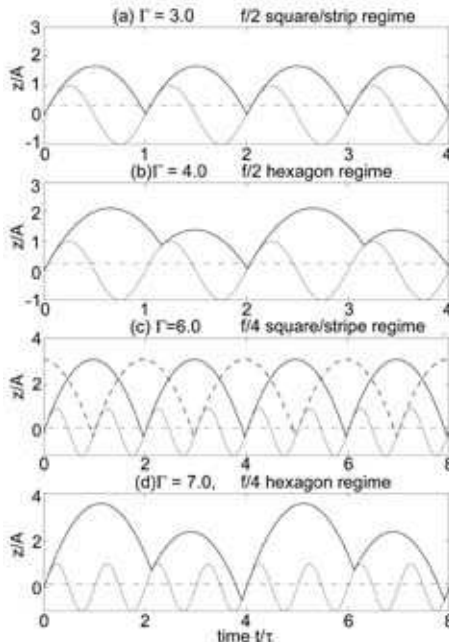 (a) Γ = 3.0 f/2 square/strip regime
z/A
3
2
1
0
-1
0 1 2 3 4
(b) Γ = 4.0 f/2 hexagon regime
z/A
3
2
1
0
-1
0 1 2 3 4
(c) Γ=6.0 f/4 square/stripe regime
z/A
4
2
0
0 2 4 6 8
(d)Γ = 7.0, f/4 hexagon regime
z/A
4
2
0
0 2 4 6 8
time t/τ